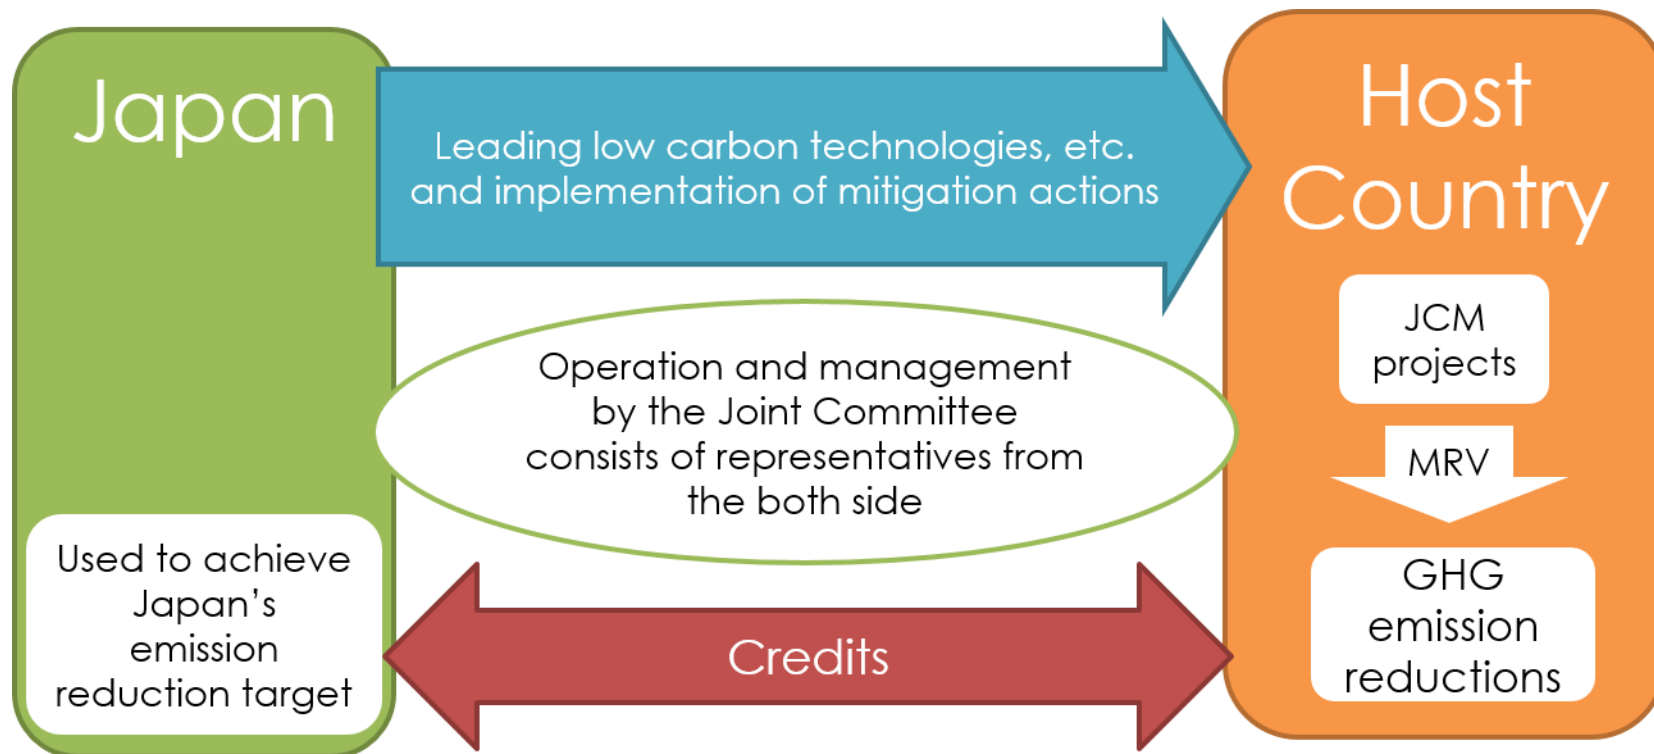 Japan
Leading low carbon technologies, etc.
and implementation of mitigation actions
Host
Country
JCM
projects
MRV
GHG
emission
reductions
Operation and management
by the Joint Committee
consists of representatives from
the both side
Used to achieve
Japan's
emission
reduction target
Credits